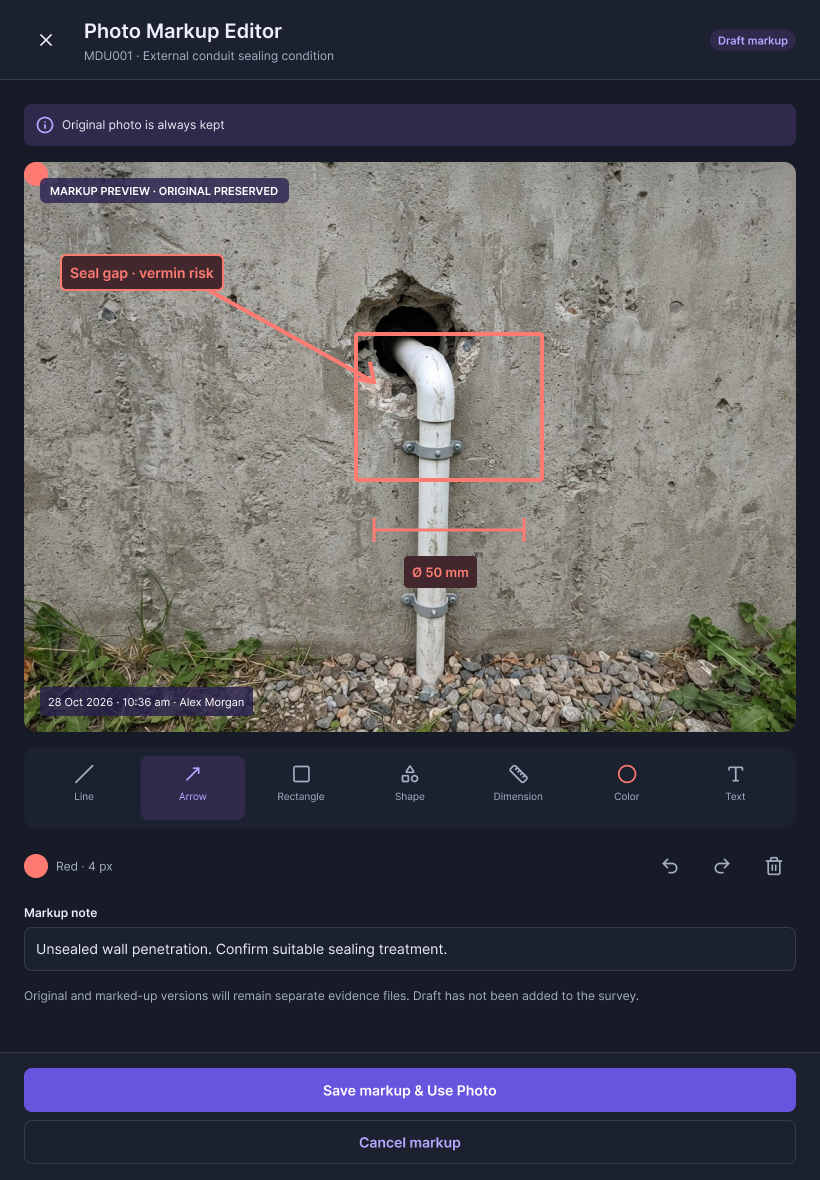 Photo Markup Editor
MDU001 · External conduit sealing condition
Draft markup
Original photo is always kept
MARKUP PREVIEW · ORIGINAL PRESERVED
Seal gap · vermin risk
Ø 50 mm
28 Oct 2026 · 10:36 am · Alex Morgan
Line
Arrow
Rectangle
Shape
Dimension
Color
Text
Red · 4 px
Markup note
Unsealed wall penetration. Confirm suitable sealing treatment.
Original and marked-up versions will remain separate evidence files. Draft has not been added to the survey.
Save markup & Use Photo
Cancel markup